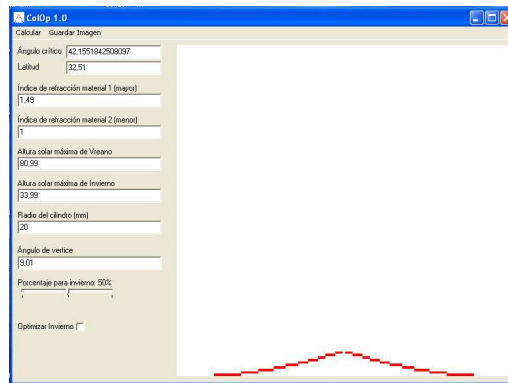 ColOp 1.0
Calcular Guardar Imagen
Ángulo crítico 42,1551842508097
Latitud 32,51
Índice de refracción material 1 (mayor)
1,49
Índice de refracción material 2 (menor)
1
Altura solar máxima de Vreano
80,99
Altura solar máxima de Invierno
33,99
Radio del cilindro (mm)
20
Ángulo de vertice
9,01
Porcentaje para invierno: 50%
Optimizar Invierno